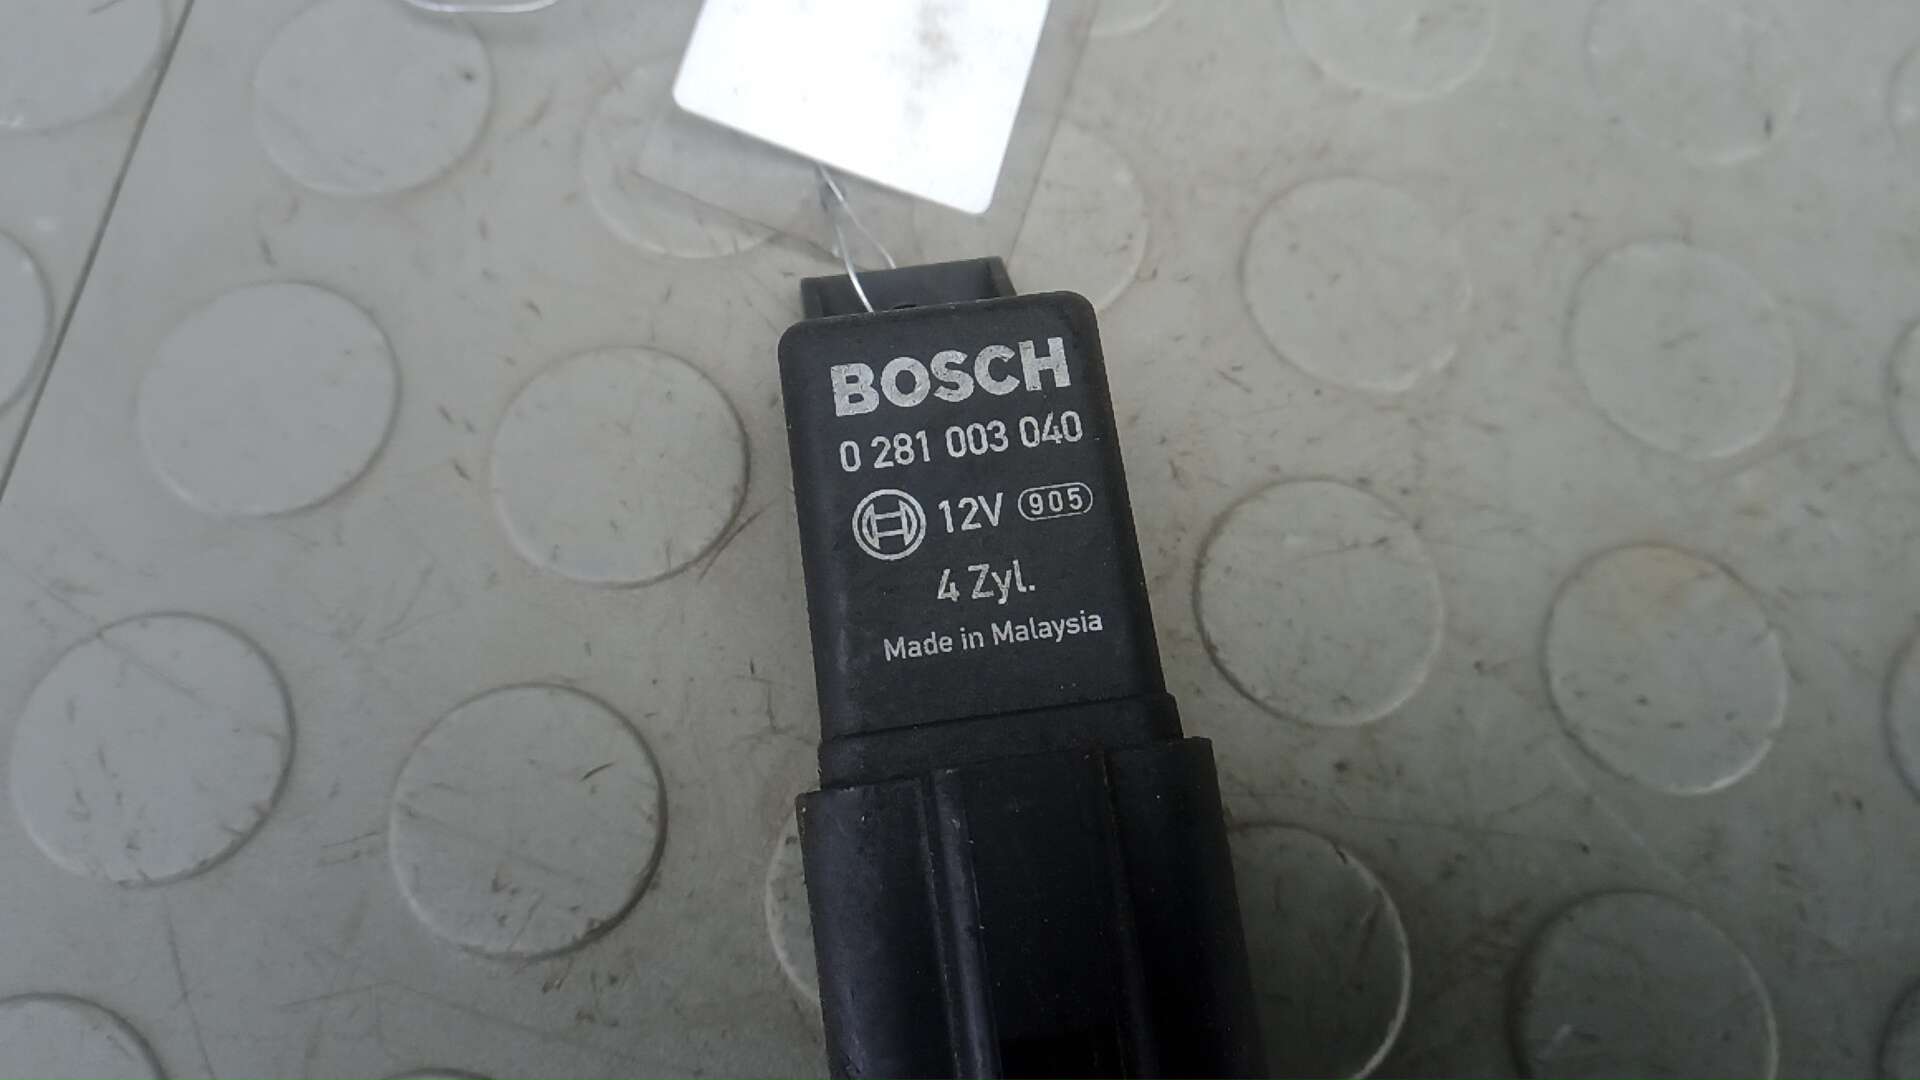 BOSCH
0 281 003 040
12V 905
4 Zyl.
Made in Malaysia